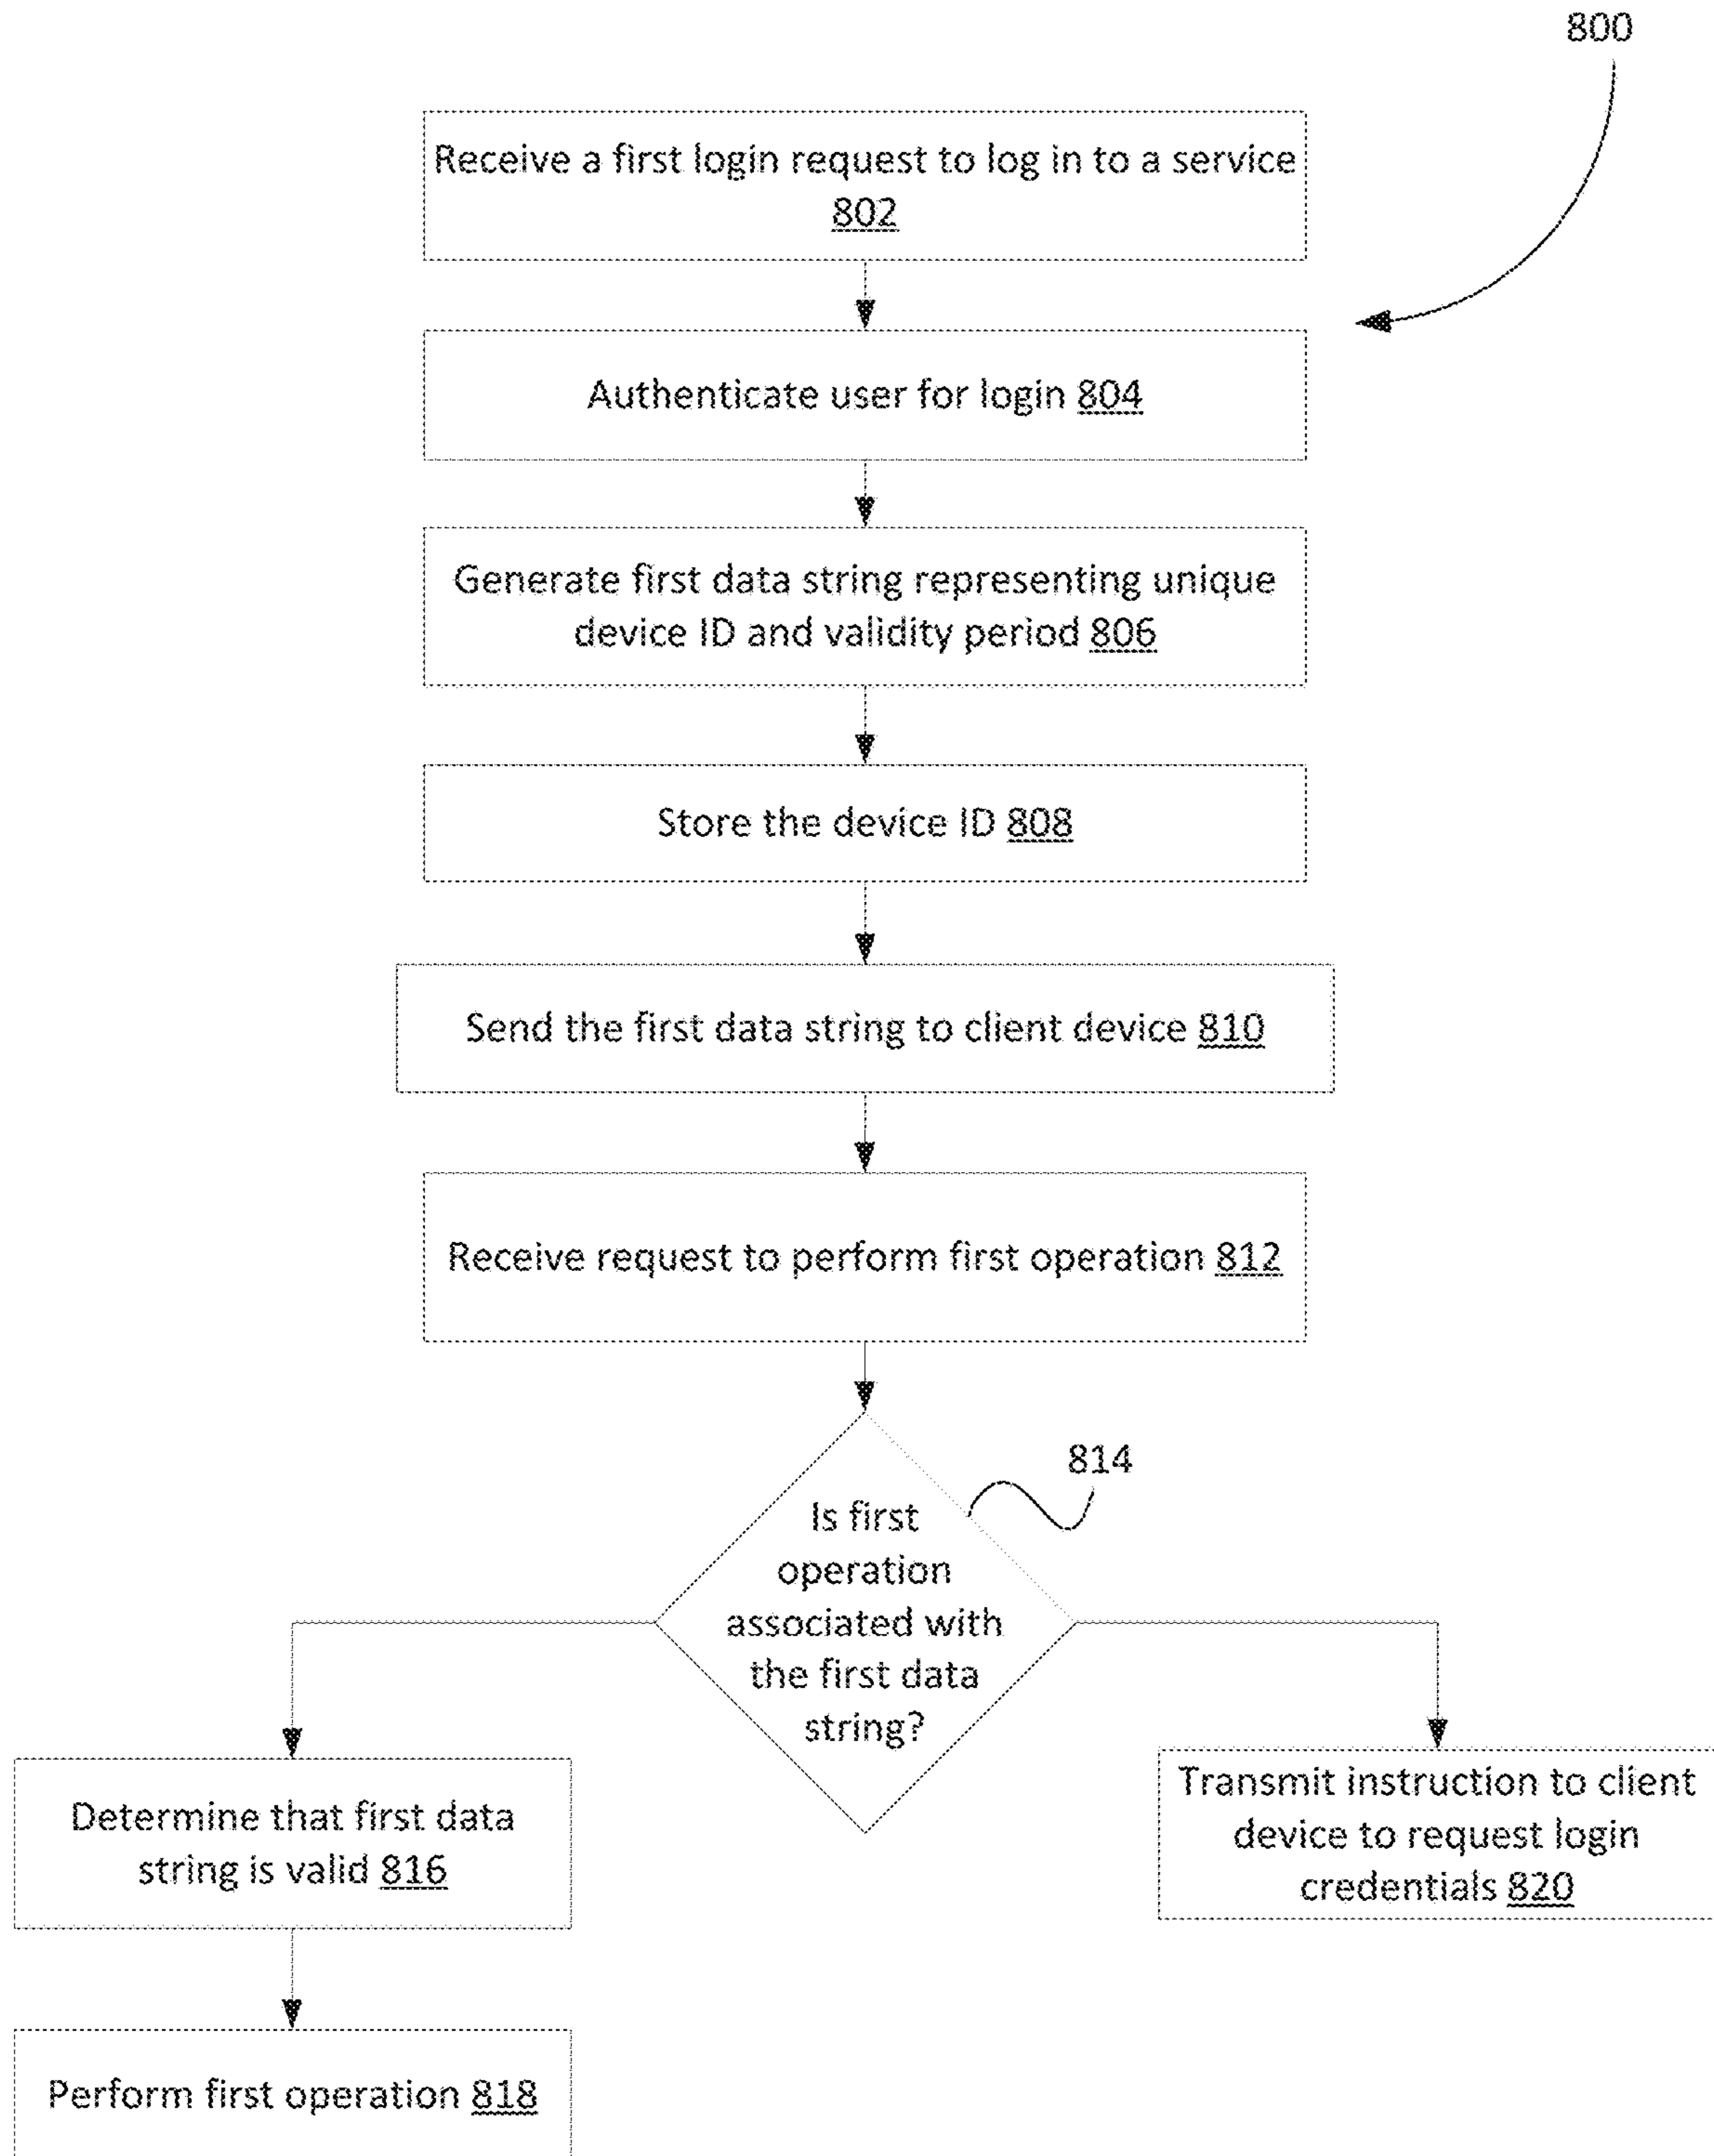 800
Receive a first login request to log in to a service
802
Authenticate user for login 804
Generate first data string representing unique
device ID and validity period 806
Store the device ID 808
Send the first data string to client device 810
Receive request to perform first operation 812
814
Is first
operation
associated with
the first data
string?
Determine that first data
string is valid 816
Transmit instruction to client
device to request login
credentials 820
Perform first operation 818